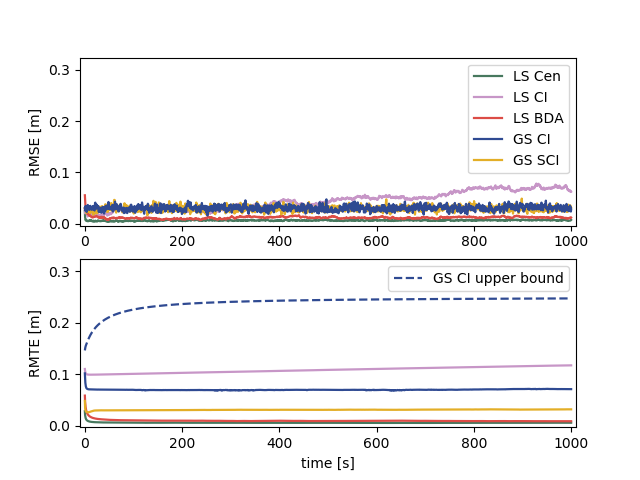 RMSE [m]
0.3
0.2
0.1
0.0
LS Cen
LS CI
LS BDA
GS CI
GS SCI
0 200 400 600 800 1000
RMTE [m]
0.3
0.2
0.1
0.0
GS CI upper bound
0 200 400 600 800 1000
time [s]